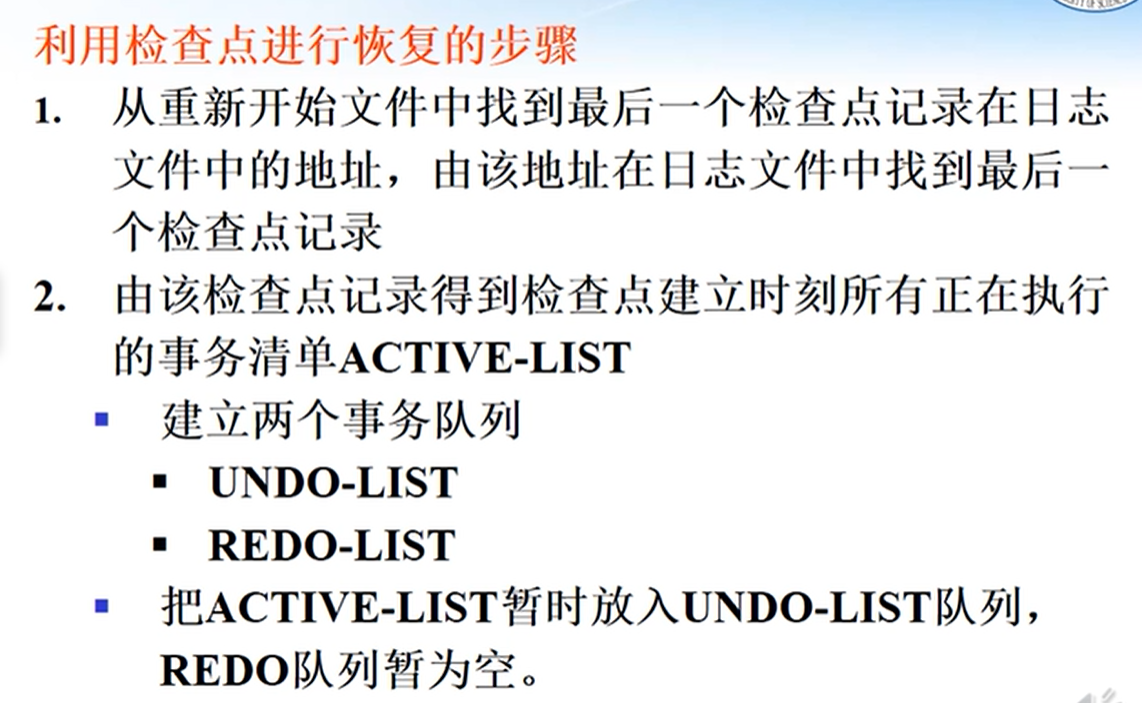 利用检查点进行恢复的步骤
1. 从重新开始文件中找到最后一个检查点记录在日志
文件中的地址，由该地址在日志文件中找到最后一
个检查点记录
2. 由该检查点记录得到检查点建立时刻所有正在执行
的事务清单ACTIVE-LIST
▪ 建立两个事务队列
▪ UNDO-LIST
▪ REDO-LIST
▪ 把ACTIVE-LIST暂时放入UNDO-LIST队列，
REDO队列暂为空。